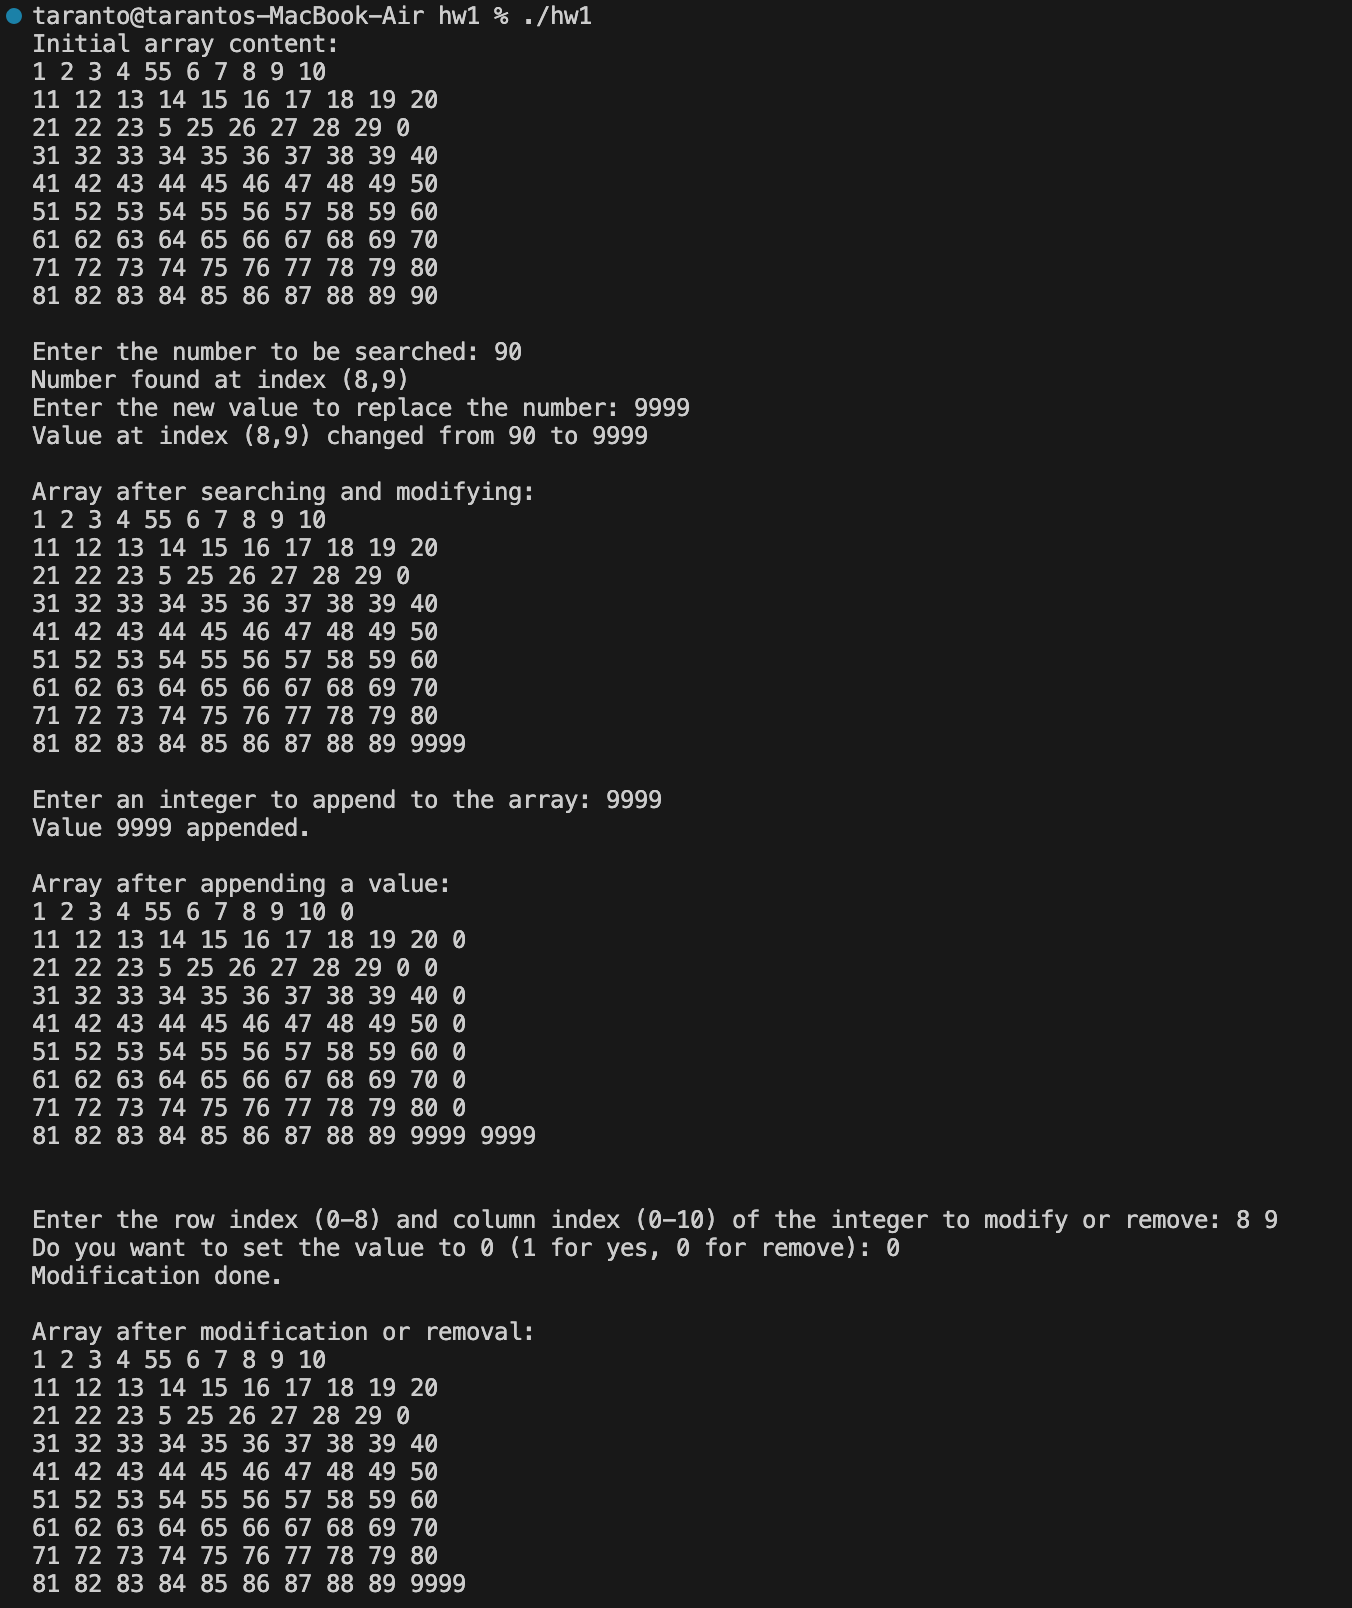 taranto@tarantos-MacBook-Air hw1 % ./hw1
Initial array content:
1 2 3 4 55 6 7 8 9 10
11 12 13 14 15 16 17 18 19 20
21 22 23 5 25 26 27 28 29 0
31 32 33 34 35 36 37 38 39 40
41 42 43 44 45 46 47 48 49 50
51 52 53 54 55 56 57 58 59 60
61 62 63 64 65 66 67 68 69 70
71 72 73 74 75 76 77 78 79 80
81 82 83 84 85 86 87 88 89 90

Enter the number to be searched: 90
Number found at index (8,9)
Enter the new value to replace the number: 9999
Value at index (8,9) changed from 90 to 9999

Array after searching and modifying:
1 2 3 4 55 6 7 8 9 10
11 12 13 14 15 16 17 18 19 20
21 22 23 5 25 26 27 28 29 0
31 32 33 34 35 36 37 38 39 40
41 42 43 44 45 46 47 48 49 50
51 52 53 54 55 56 57 58 59 60
61 62 63 64 65 66 67 68 69 70
71 72 73 74 75 76 77 78 79 80
81 82 83 84 85 86 87 88 89 9999

Enter an integer to append to the array: 9999
Value 9999 appended.

Array after appending a value:
1 2 3 4 55 6 7 8 9 10 0
11 12 13 14 15 16 17 18 19 20 0
21 22 23 5 25 26 27 28 29 0 0
31 32 33 34 35 36 37 38 39 40 0
41 42 43 44 45 46 47 48 49 50 0
51 52 53 54 55 56 57 58 59 60 0
61 62 63 64 65 66 67 68 69 70 0
71 72 73 74 75 76 77 78 79 80 0
81 82 83 84 85 86 87 88 89 9999 9999

Enter the row index (0-8) and column index (0-10) of the integer to modify or remove: 8 9
Do you want to set the value to 0 (1 for yes, 0 for remove): 0
Modification done.

Array after modification or removal:
1 2 3 4 55 6 7 8 9 10
11 12 13 14 15 16 17 18 19 20
21 22 23 5 25 26 27 28 29 0
31 32 33 34 35 36 37 38 39 40
41 42 43 44 45 46 47 48 49 50
51 52 53 54 55 56 57 58 59 60
61 62 63 64 65 66 67 68 69 70
71 72 73 74 75 76 77 78 79 80
81 82 83 84 85 86 87 88 89 9999